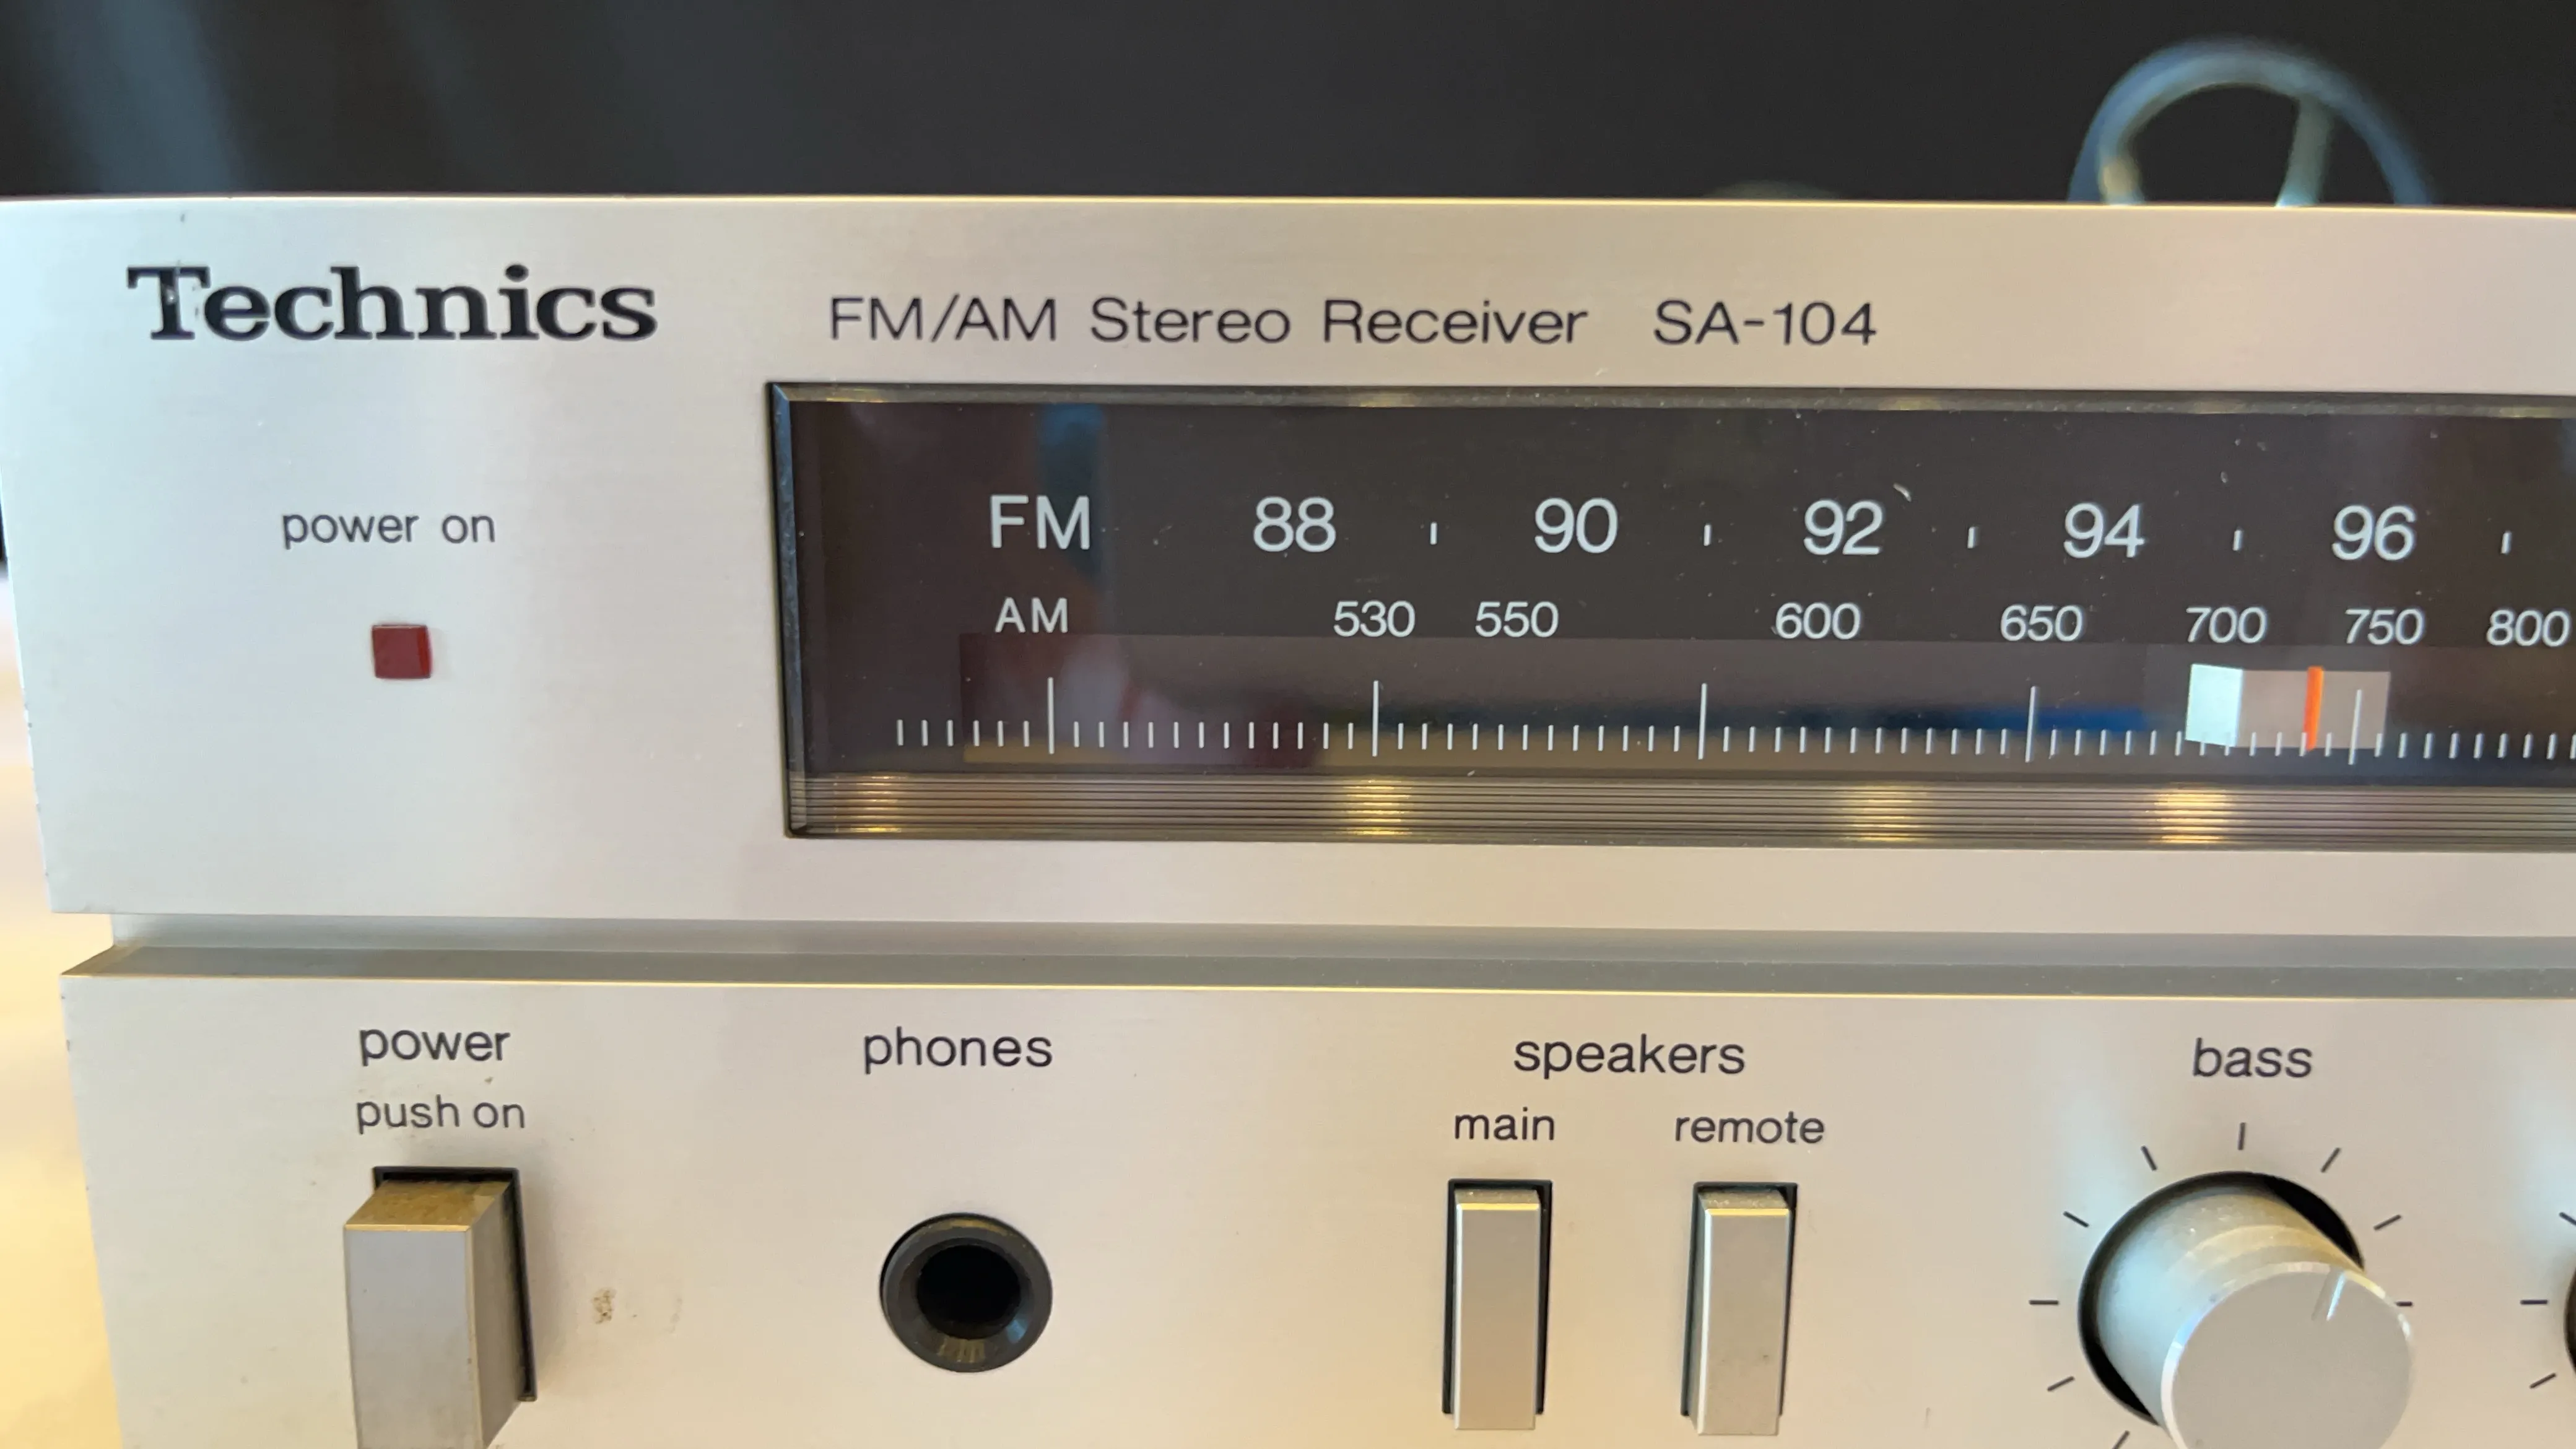 Technics
FM/AM Stereo Receiver SA-104
power on
FM 88 90 92 94 96
AM 530 550 600 650 700 750 800
power
push on
phones
speakers
main remote
bass